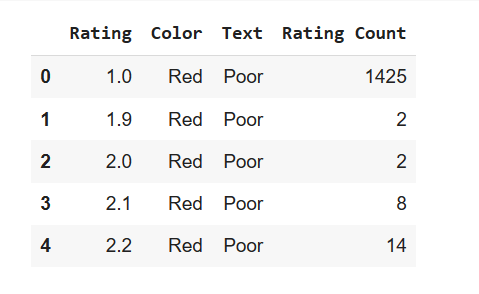 Rating Color Text Rating Count
0 1.0 Red Poor 1425
1 1.9 Red Poor 2
2 2.0 Red Poor 2
3 2.1 Red Poor 8
4 2.2 Red Poor 14